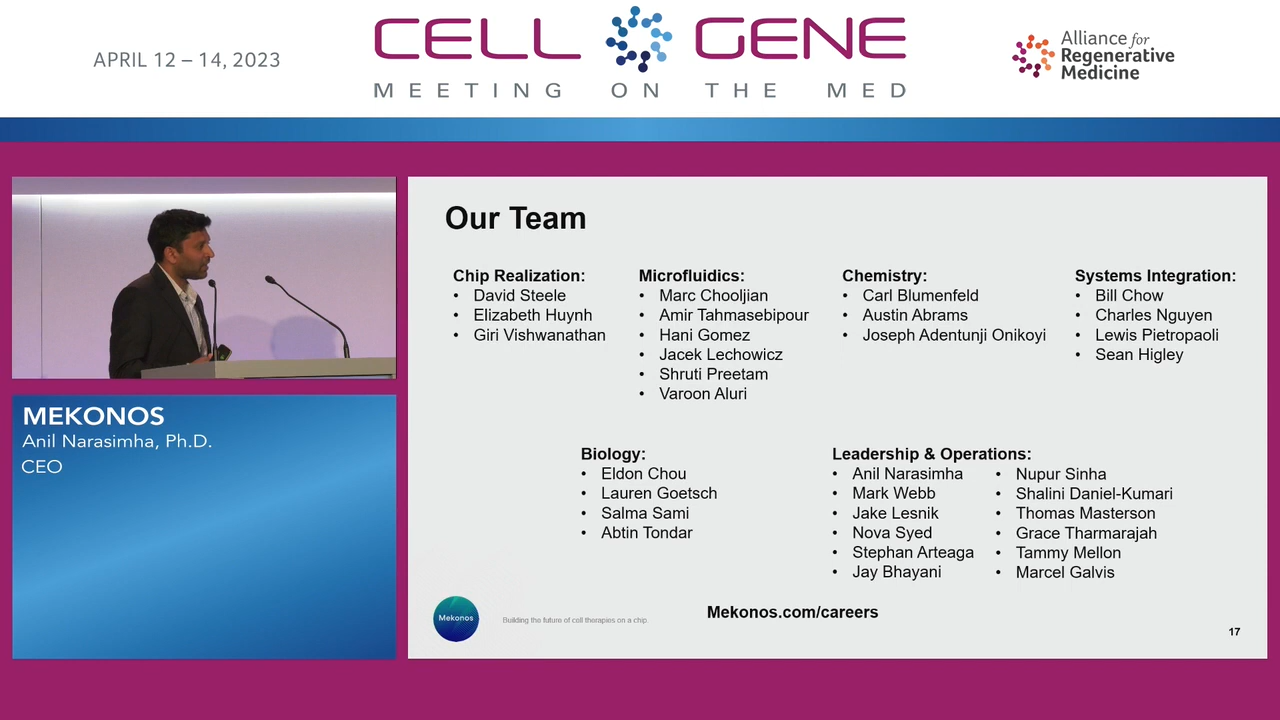 APRIL 12 – 14, 2023
CELL GENE
MEETING ON THE MED
Alliance for
Regenerative
Medicine
MEKONOS
Anil Narasimha, Ph.D.
CEO
Our Team
Chip Realization:
• David Steele
• Elizabeth Huynh
• Giri Vishwanathan
Microfluidics:
• Marc Chooljian
• Amir Tahmasebipour
• Hani Gomez
• Jacek Lechowicz
• Shruti Preetam
• Varoon Aluri
Chemistry:
• Carl Blumenfeld
• Austin Abrams
• Joseph Adentunji Onikoyi
Systems Integration:
• Bill Chow
• Charles Nguyen
• Lewis Pietropaoli
• Sean Higley
Biology:
• Eldon Chou
• Lauren Goetsch
• Salma Sami
• Abtin Tondar
Leadership & Operations:
• Anil Narasimha
• Mark Webb
• Jake Lesnik
• Nova Syed
• Stephan Arteaga
• Jay Bhayani
• Nupur Sinha
• Shalini Daniel-Kumari
• Thomas Masterson
• Grace Tharmarajah
• Tammy Mellon
• Marcel Galvis
Mekonos
Building the future of cell therapies on a chip
Mekonos.com/careers
17